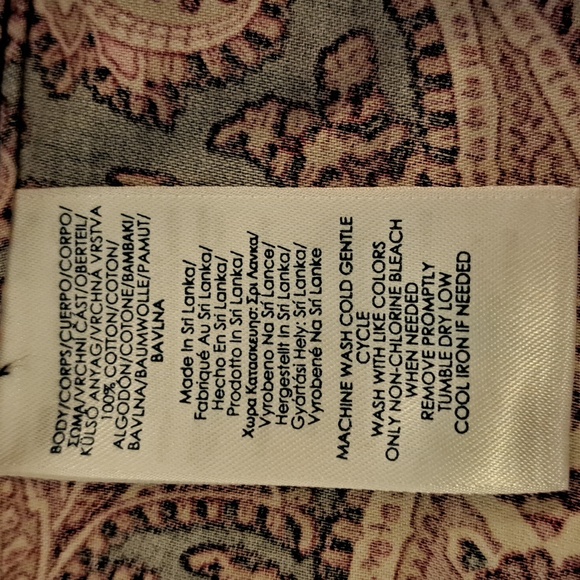 BODY/CORPS/CUERPO/CORPO/
ΣΩΜΑ/VRCHNÍ ČÁST/OBERTEIL/
KÜLSŐ ANYAG/VRCHNA VRSTVA
100% COTTON/COTON/
ALGODÓN/COTONE/ΒΑΜΒΑΚΙ/
BAVLNA/BAUMWOLLE/PAMUT/
BAVLNA
Made In Sri Lanka/
Fabriqué Au Sri Lanka/
Hecho En Sri Lanka/
Prodotto In Sri Lanka/
Χώρα Κατασκευης: Σρι Λανκα/
Vyrobeno Na Srí Lance/
Hergestellt In Sri Lanka/
Gyártási Hely: Srí Lanka/
Vyrobené Na Srí Lanke
MACHINE WASH COLD GENTLE
CYCLE
WASH WITH LIKE COLORS
ONLY NON-CHLORINE BLEACH
WHEN NEEDED
REMOVE PROMPTLY
TUMBLE DRY LOW
COOL IRON IF NEEDED